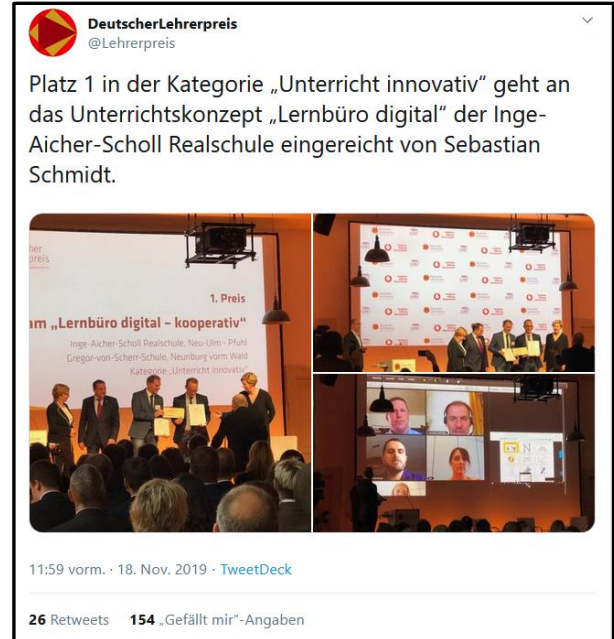 DeutscherLehrerpreis
@Lehrerpreis
Platz 1 in der Kategorie „Unterricht innovativ“ geht an
das Unterrichtskonzept „Lernbüro digital“ der Inge-
Aicher-Scholl Realschule eingereicht von Sebastian
Schmidt.
1. Preis
am „Lernbüro digital – kooperativ“
Inge-Aicher-Scholl Realschule, Neu-Ulm - Pfuhl
Gregor-von-Scherr-Schule, Neunburg vorm Wald
Kategorie „Unterricht innovativ“
11:59 vorm. · 18. Nov. 2019 · TweetDeck
26 Retweets 154 „Gefällt mir“-Angaben